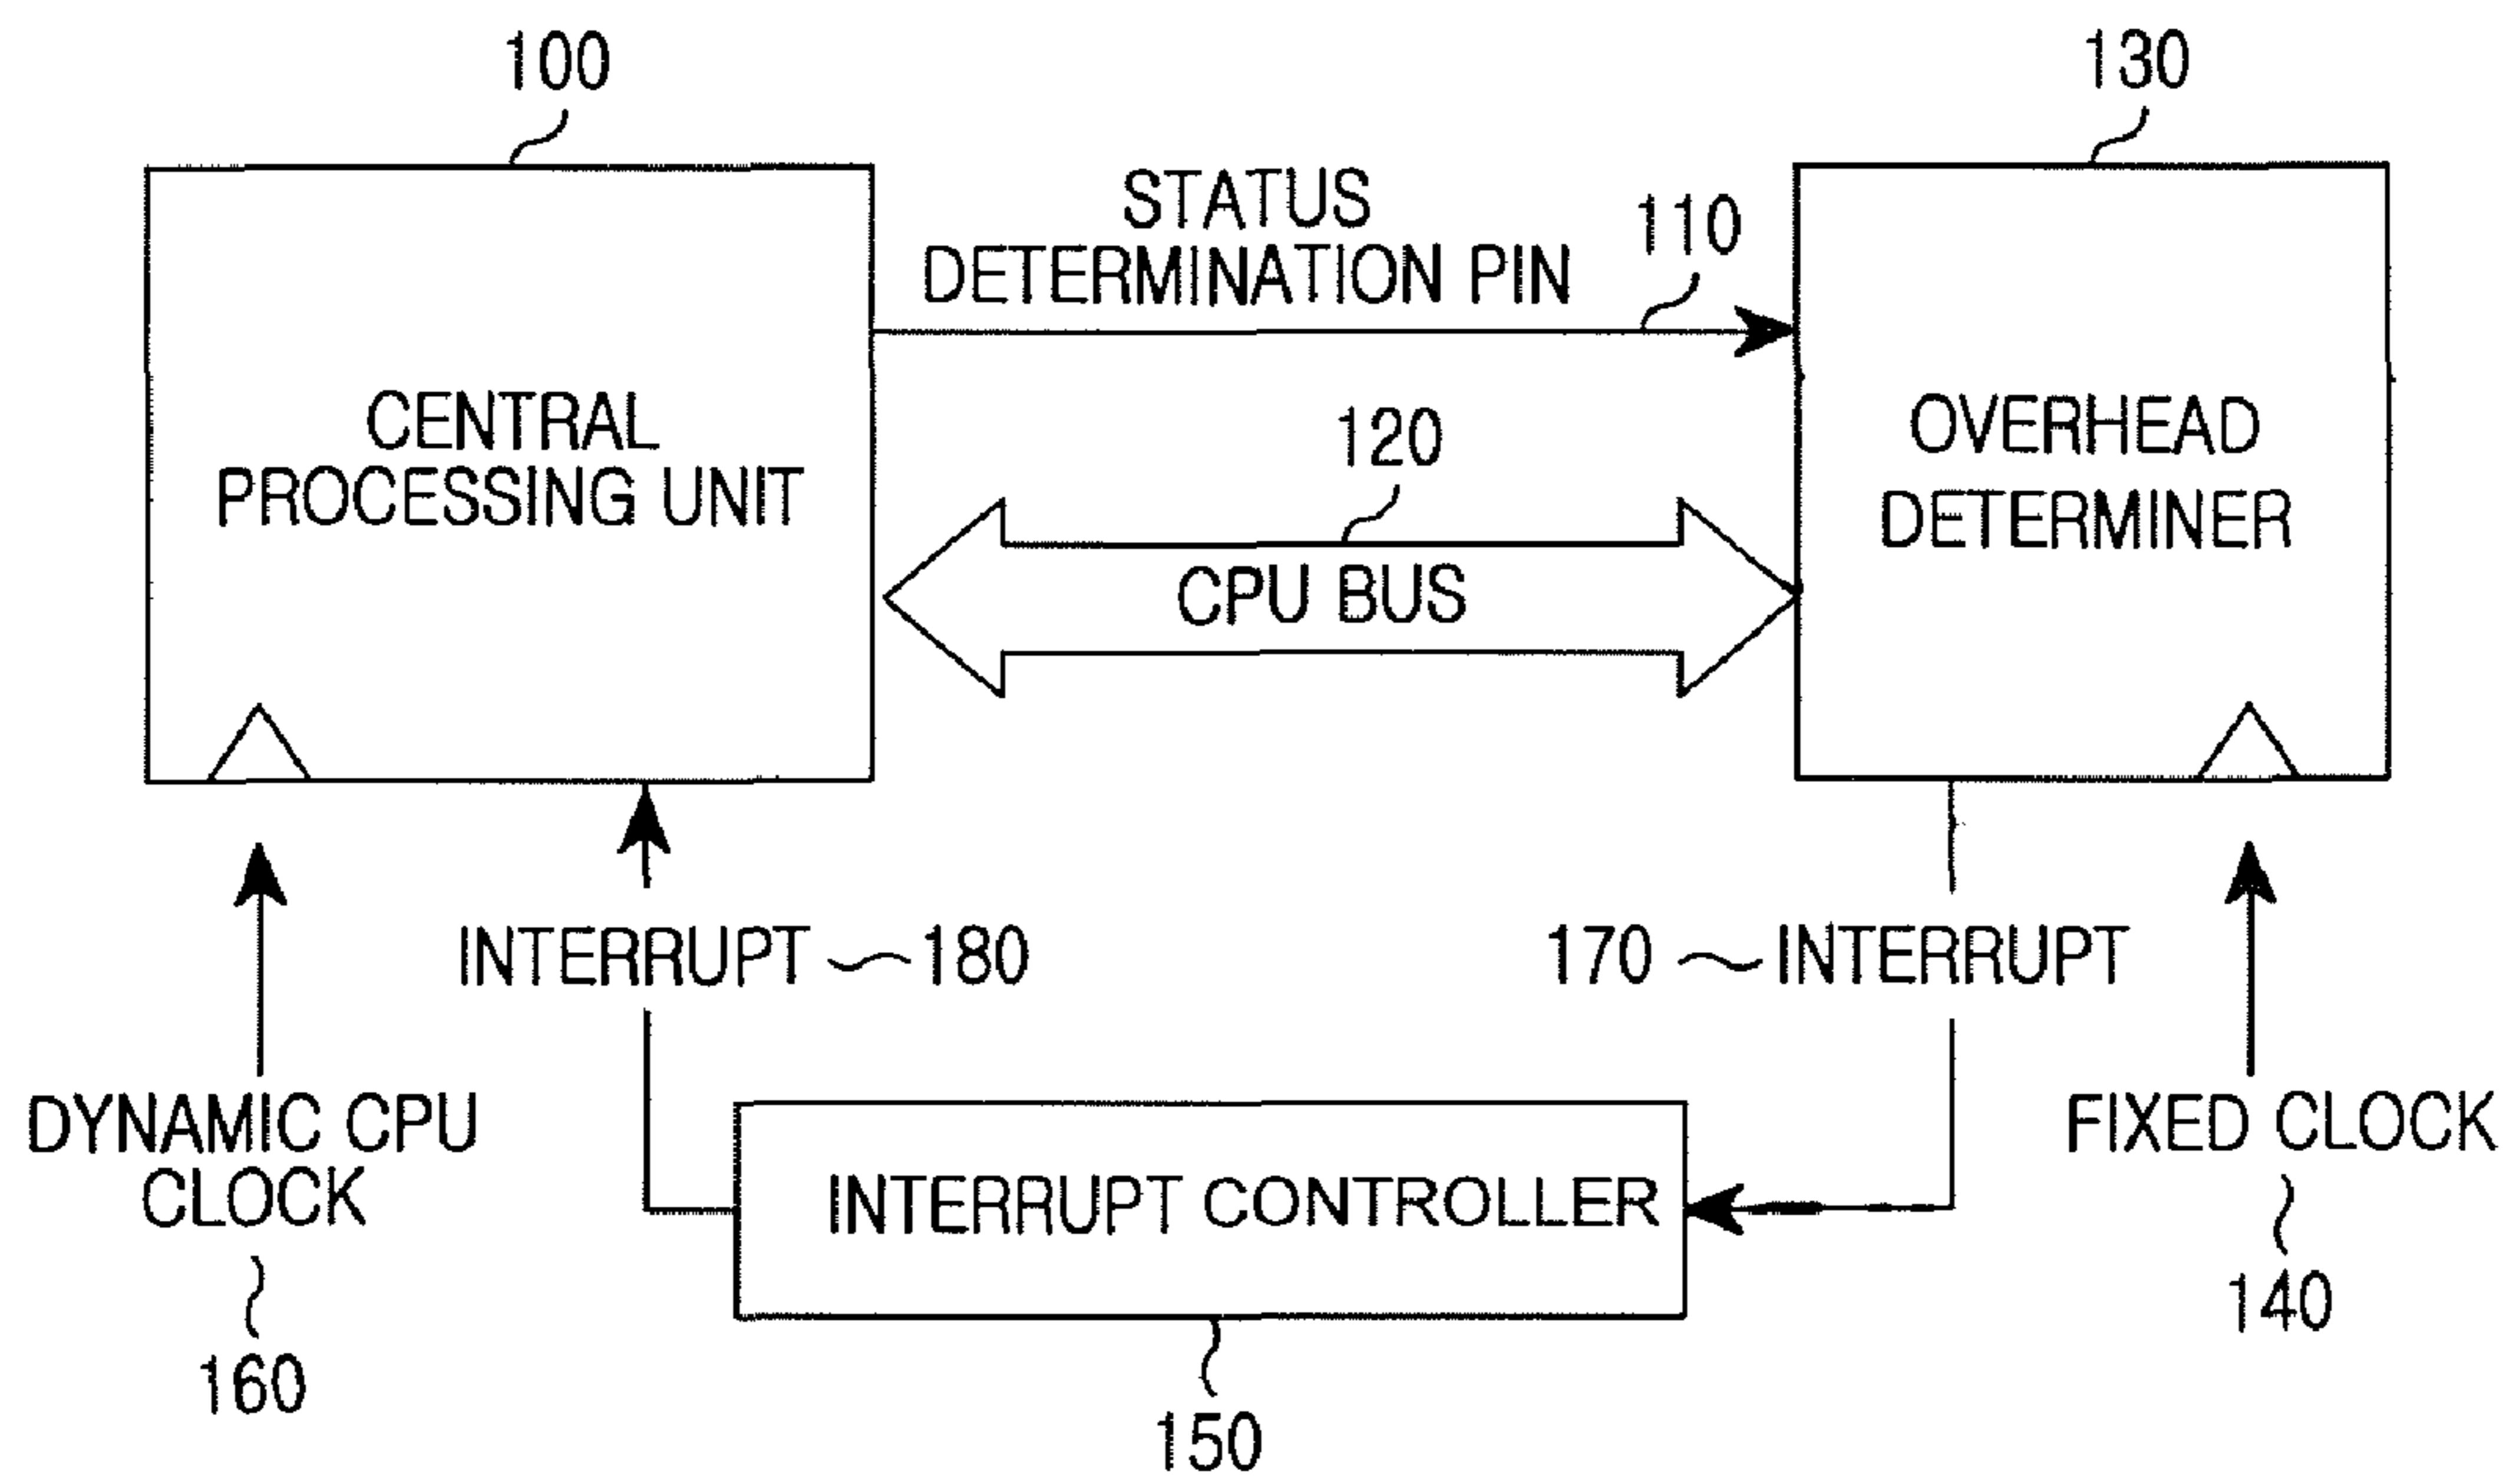 100
130
STATUS
DETERMINATION PIN
110
CENTRAL
PROCESSING UNIT
120
OVERHEAD
DETERMINER
CPU BUS
INTERRUPT 180
170 INTERRUPT
DYNAMIC CPU
CLOCK
FIXED CLOCK
INTERRUPT CONTROLLER
140
160
150